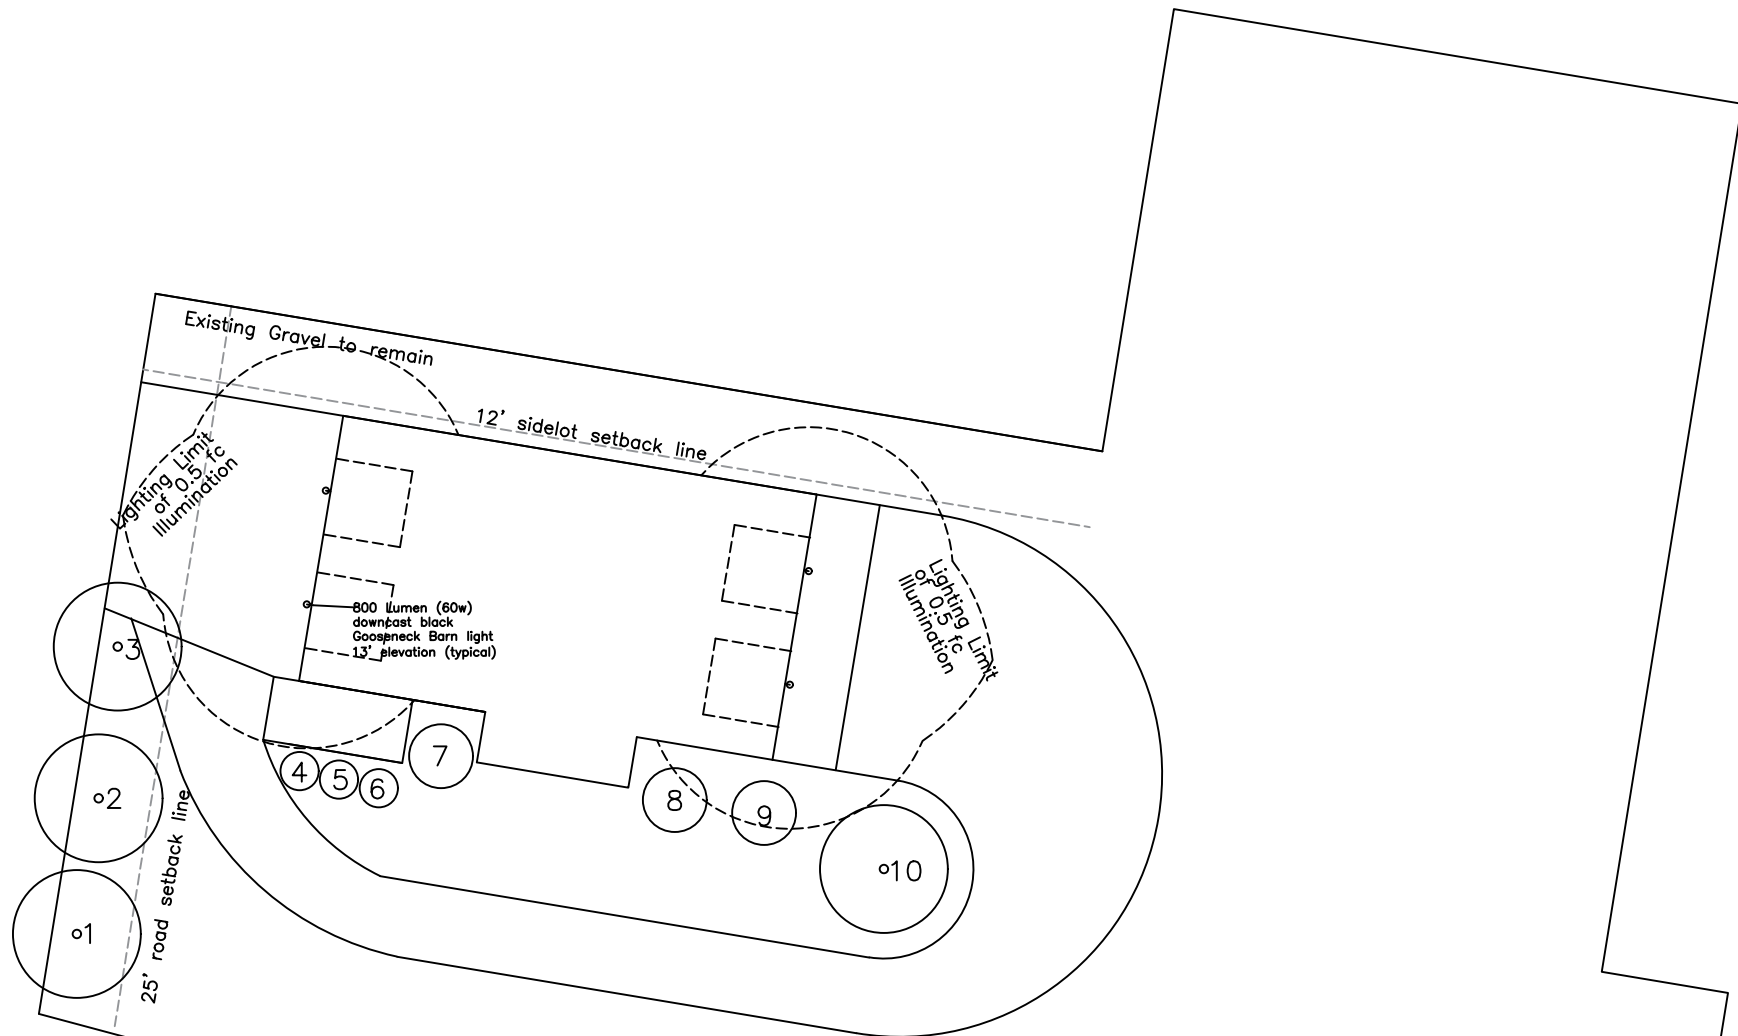 Existing Gravel to remain
12' sidelot setback line
Lighting Limit
of 0.5 fc
Illumination
800 Lumen (60w)
downcast black
Gooseneck Barn light
13' elevation (typical)
Lighting Limit
of 0.5 fc
Illumination
3
2
1
25' road setback line
4
5
6
7
8
9
10